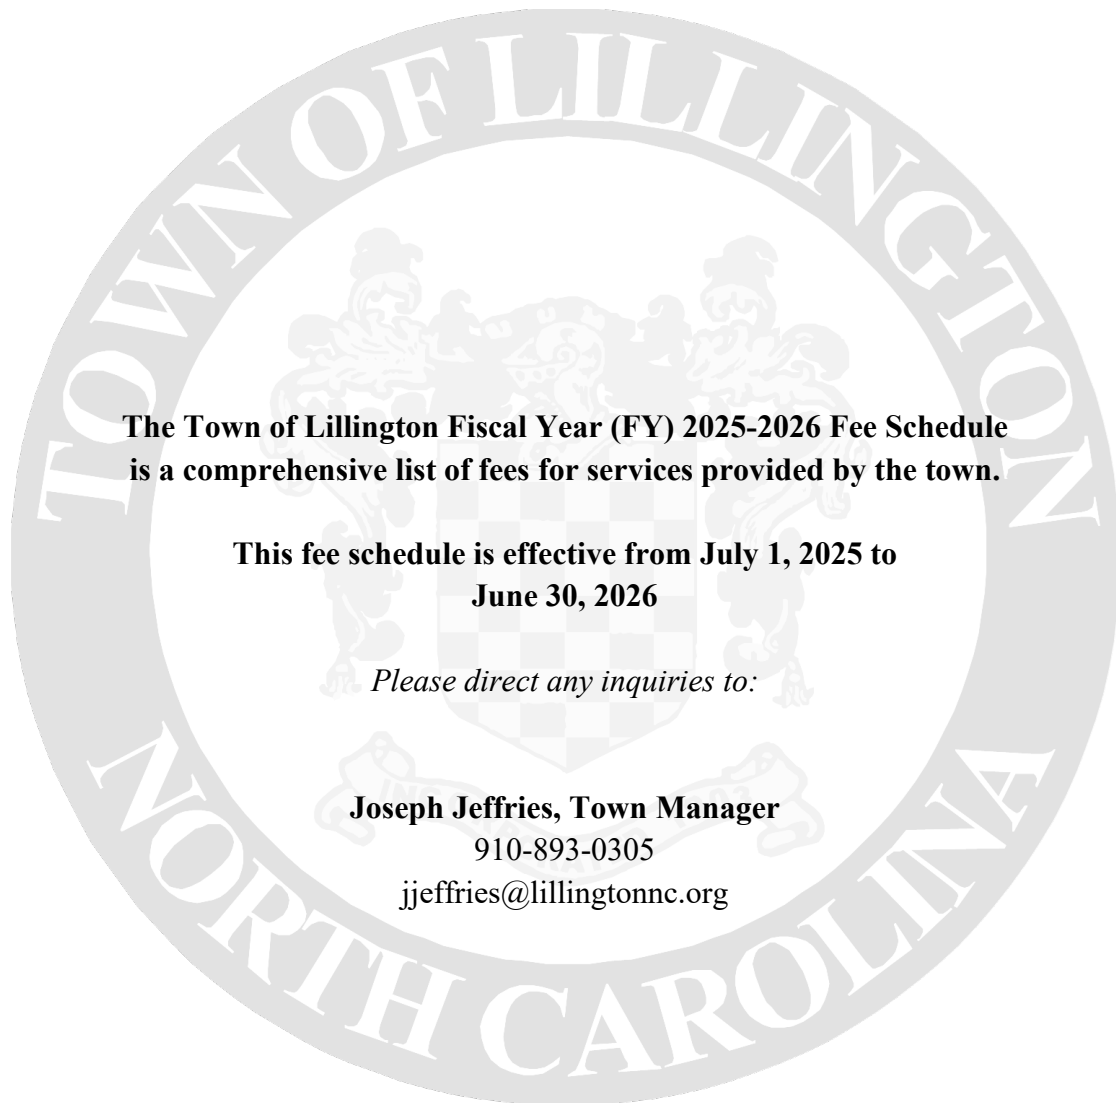 TOWN OF LILLINGTON
The Town of Lillington Fiscal Year (FY) 2025-2026 Fee Schedule
is a comprehensive list of fees for services provided by the town.
This fee schedule is effective from July 1, 2025 to
June 30, 2026
Please direct any inquiries to:
Joseph Jeffries, Town Manager
910-893-0305
jjeffries@lillingtonnc.org
NORTH CAROLINA